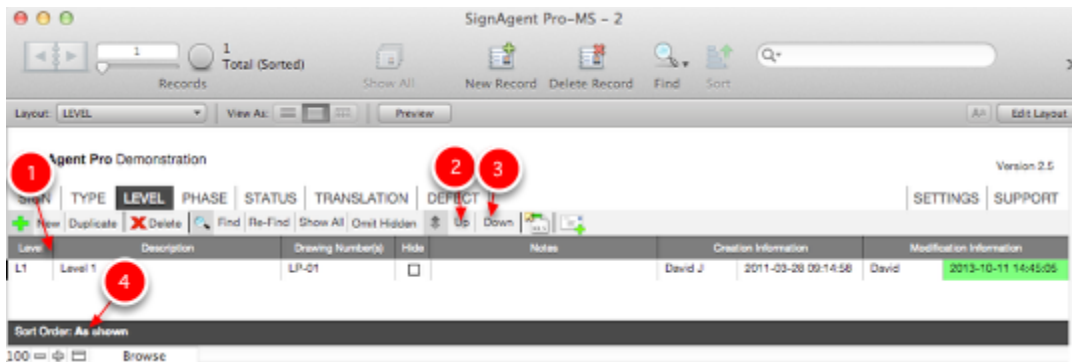 SignAgent Pro-MS – 2
1
1
Total (Sorted)
Records
Show All
New Record
Delete Record
Find
Sort
Layout: LEVEL
View As:
Preview
Edit Layout
Agent Pro Demonstration
Version 2.5
1
2
3
SIGN TYPE LEVEL PHASE STATUS TRANSLATION DEFECT SETTINGS SUPPORT
New Duplicate Delete Find Re-Find Show All Omit Hidden Up Down
Level Description Drawing Number(s) Hide Notes Creation Information Modification Information
L1 Level 1 LP-01 David J 2011-03-28 09:14:58 David 2013-10-11 14:45:05
4
Sort Order: As shown
100 Browse